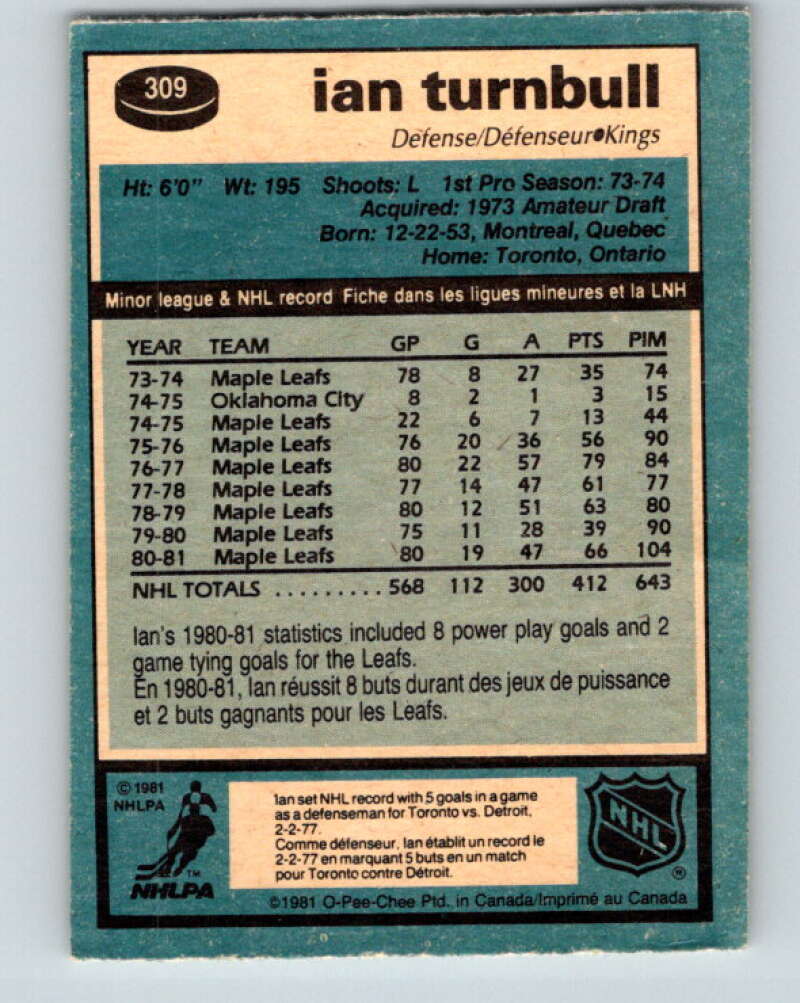 309
ian turnbull
Defense/Défenseur●Kings
Ht: 6'0" Wt: 195 Shoots: L 1st Pro Season: 73-74
Acquired: 1973 Amateur Draft
Born: 12-22-53, Montreal, Quebec
Home: Toronto, Ontario
Minor league & NHL record Fiche dans les ligues mineures et la LNH
YEAR TEAM GP G A PTS PIM
73-74 Maple Leafs 78 8 27 35 74
74-75 Oklahoma City 8 2 1 3 15
74-75 Maple Leafs 22 6 7 13 44
75-76 Maple Leafs 76 20 36 56 90
76-77 Maple Leafs 80 22 57 79 84
77-78 Maple Leafs 77 14 47 61 77
78-79 Maple Leafs 80 12 51 63 80
79-80 Maple Leafs 75 11 28 39 90
80-81 Maple Leafs 80 19 47 66 104
NHL TOTALS ......... 568 112 300 412 643
Ian's 1980-81 statistics included 8 power play goals and 2
game tying goals for the Leafs.
En 1980-81, Ian réussit 8 buts durant des jeux de puissance
et 2 buts gagnants pour les Leafs.
© 1981
NHLPA
TM
NHLPA
Ian set NHL record with 5 goals in a game
as a defenseman for Toronto vs. Detroit,
2-2-77.
Comme défenseur, Ian établit un record le
2-2-77 en marquant 5 buts en un match
pour Toronto contre Détroit.
NHL
®
©1981 O-Pee-Chee Ptd. in Canada/Imprimé au Canada